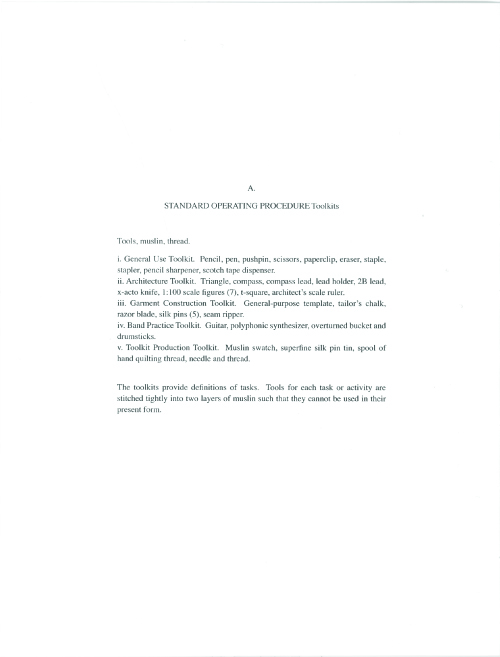 A.
STANDARD OPERATING PROCEDURE Toolkits
Tools, muslin, thread.
i. General Use Toolkit. Pencil, pen, pushpin, scissors, paperclip, eraser, staple,
stapler, pencil sharpener, scotch tape dispenser.
ii. Architecture Toolkit. Triangle, compass, compass lead, lead holder, 2B lead,
x-acto knife, 1:100 scale figures (7), t-square, architect's scale ruler.
iii. Garment Construction Toolkit. General-purpose template, tailor's chalk,
razor blade, silk pins (5), seam ripper.
iv. Band Practice Toolkit. Guitar, polyphonic synthesizer, overturned bucket and
drumsticks.
v. Toolkit Production Toolkit. Muslin swatch, superfine silk pin tin, spool of
hand quilting thread, needle and thread.
The toolkits provide definitions of tasks. Tools for each task or activity are
stitched tightly into two layers of muslin such that they cannot be used in their
present form.